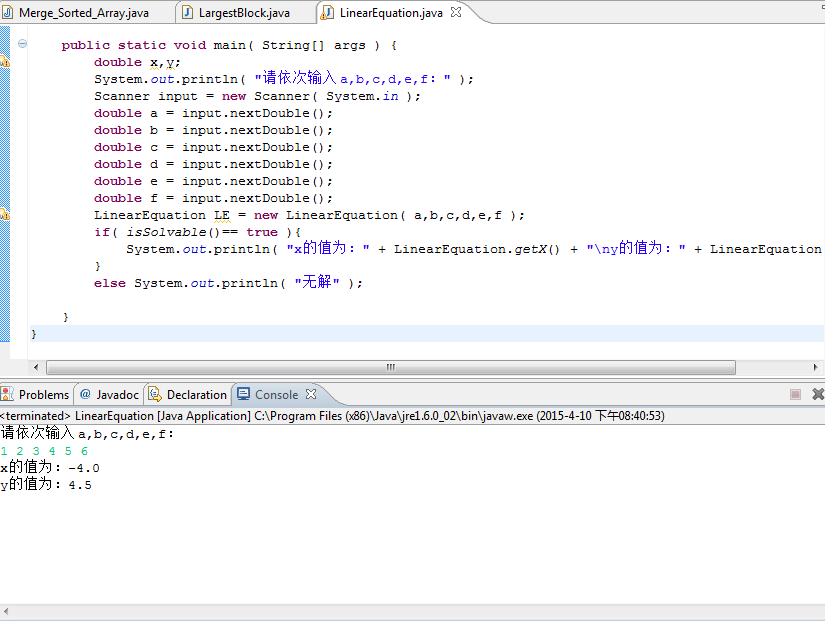 Merge_Sorted_Array.java LargestBlock.java LinearEquation.java
public static void main( String[] args ) {
double x,y;
System.out.println( "请依次输入a,b,c,d,e,f: " );
Scanner input = new Scanner( System.in );
double a = input.nextDouble();
double b = input.nextDouble();
double c = input.nextDouble();
double d = input.nextDouble();
double e = input.nextDouble();
double f = input.nextDouble();
LinearEquation LE = new LinearEquation( a,b,c,d,e,f );
if( isSolvable()== true ){
System.out.println( "x的值为: " + LinearEquation.getX() + "\ny的值为: " + LinearEquation
}
else System.out.println( "无解" );
}
}
Problems @ Javadoc Declaration Console
<terminated> LinearEquation [Java Application] C:\Program Files (x86)\Java\jre1.6.0_02\bin\javaw.exe (2015-4-10 下午08:40:53)
请依次输入a,b,c,d,e,f:
1 2 3 4 5 6
x的值为: -4.0
y的值为: 4.5